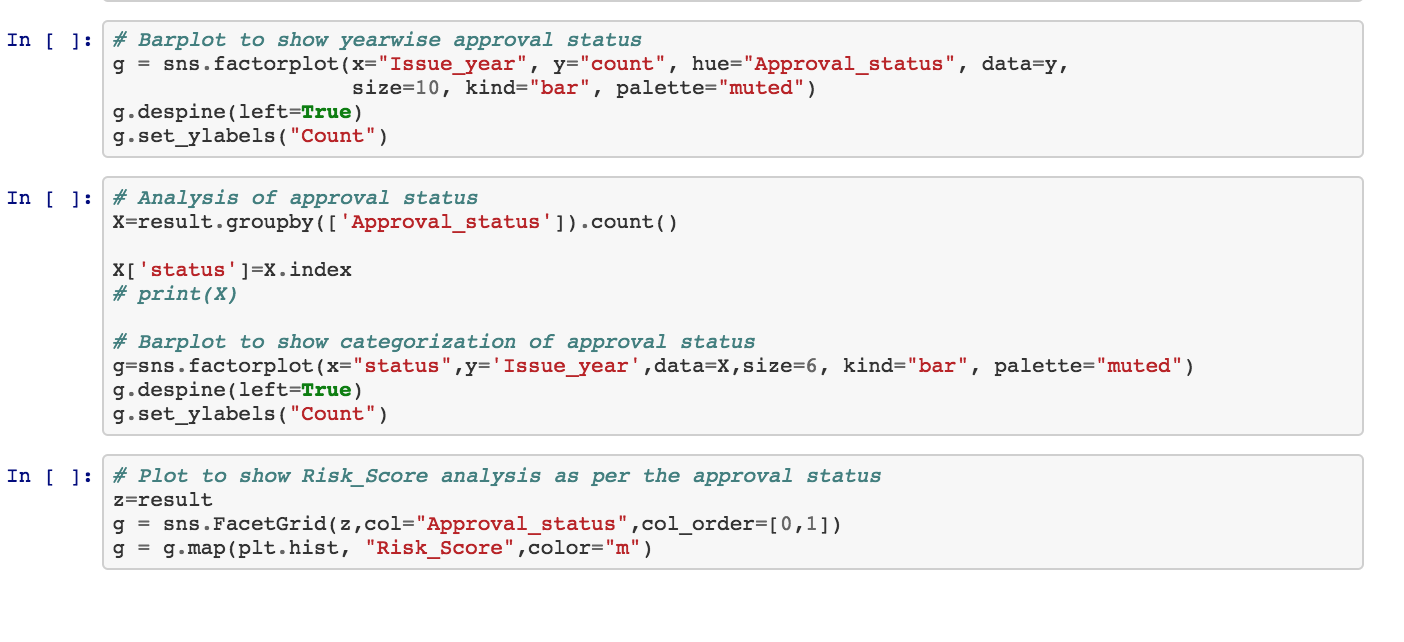 In [ ]: # Barplot to show yearwise approval status
g = sns.factorplot(x="Issue_year", y="count", hue="Approval_status", data=y,
                   size=10, kind="bar", palette="muted")
g.despine(left=True)
g.set_ylabels("Count")
In [ ]: # Analysis of approval status
X=result.groupby(['Approval_status']).count()
X['status']=X.index
# print(X)
# Barplot to show categorization of approval status
g=sns.factorplot(x="status",y='Issue_year',data=X,size=6, kind="bar", palette="muted")
g.despine(left=True)
g.set_ylabels("Count")
In [ ]: # Plot to show Risk_Score analysis as per the approval status
z=result
g = sns.FacetGrid(z,col="Approval_status",col_order=[0,1])
g = g.map(plt.hist, "Risk_Score",color="m")